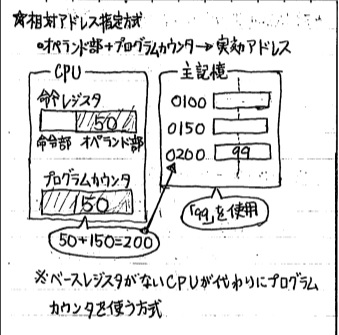 ☆相対アドレス指定方式
○オペランド部+プログラムカウンタ→実効アドレス
CPU
命令レジスタ
50
命令部 オペランド部
プログラムカウンタ
150
50+150=200
主記憶
0100
0150
0200 99
「99」を使用
※ベースレジスタがないCPUが代わりにプログラム
カウンタを使う方式